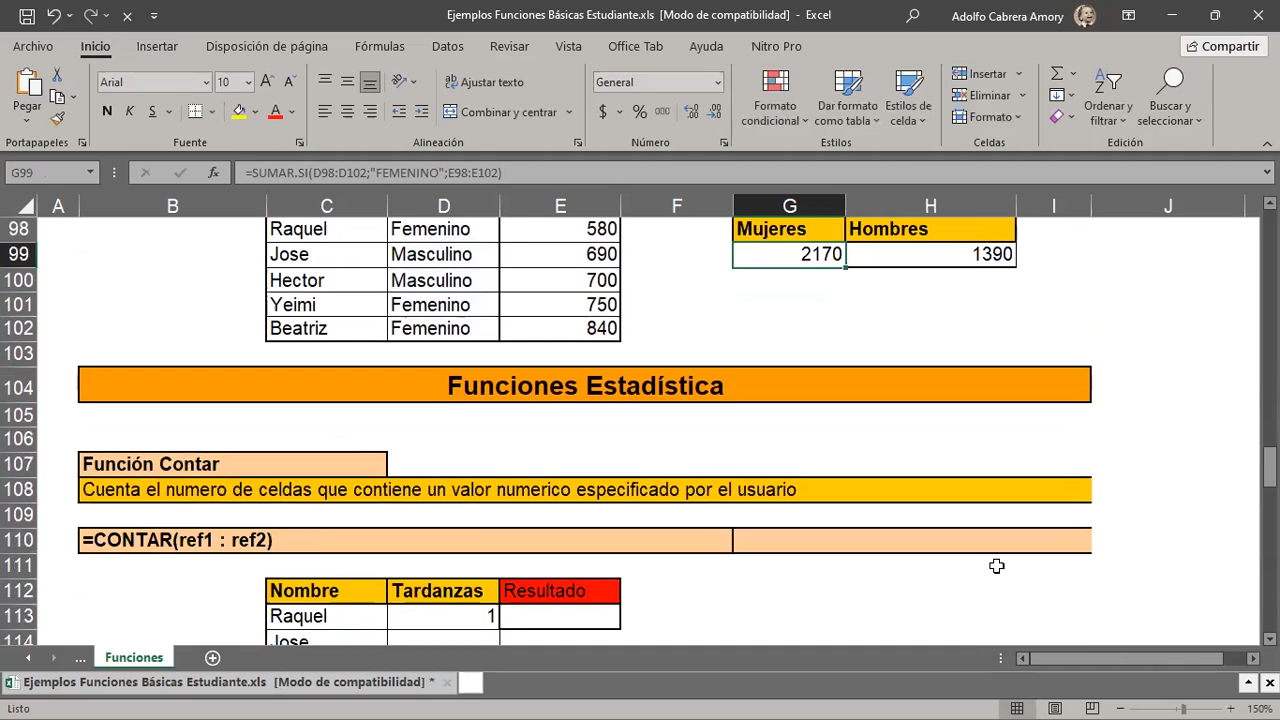 Ejemplos Funciones Básicas Estudiante.xls [Modo de compatibilidad] - Excel
Adolfo Cabrera Amory
Archivo Inicio Insertar Disposición de página Fórmulas Datos Revisar Vista Office Tab Ayuda Nitro Pro
Compartir
Pegar
Arial 10
N K S
Ajustar texto
Combinar y centrar
General
$ % 000
Formato condicional
Dar formato como tabla
Estilos de celda
Insertar
Eliminar
Formato
Ordenar y filtrar
Buscar y seleccionar
Portapapeles Fuente Alineación Número Estilos Celdas Edición
G99 fx =SUMAR.SI(D98:D102;"FEMENINO";E98:E102)
A B C D E F G H I J
98 Raquel Femenino 580 Mujeres Hombres
99 Jose Masculino 690 2170 1390
100 Hector Masculino 700
101 Yeimi Femenino 750
102 Beatriz Femenino 840
103
104 Funciones Estadística
105
106
107 Función Contar
108 Cuenta el numero de celdas que contiene un valor numerico especificado por el usuario
109
110 =CONTAR(ref1 : ref2)
111
112 Nombre Tardanzas Resultado
113 Raquel 1
114 Jose
... Funciones
Ejemplos Funciones Básicas Estudiante.xls [Modo de compatibilidad] *
Listo 150%